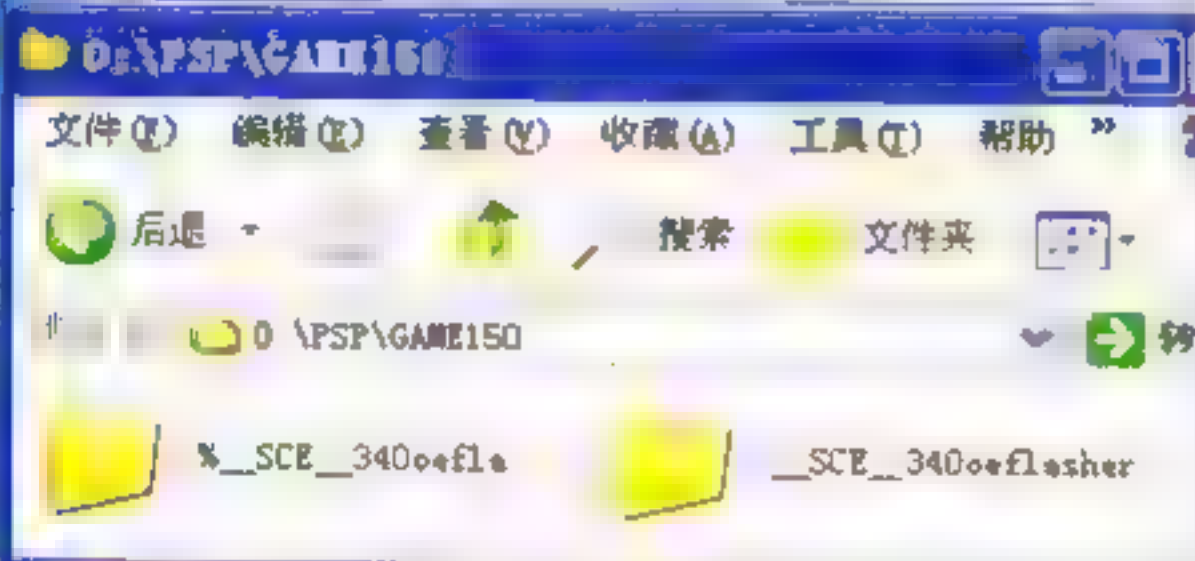 O:\PSP\GAME150
文件(F) 编辑(E) 查看(V) 收藏(A) 工具(T) 帮助 »
后退 搜索 文件夹
\PSP\GAME150
%__SCE__340oefla __SCE__340oeflasher